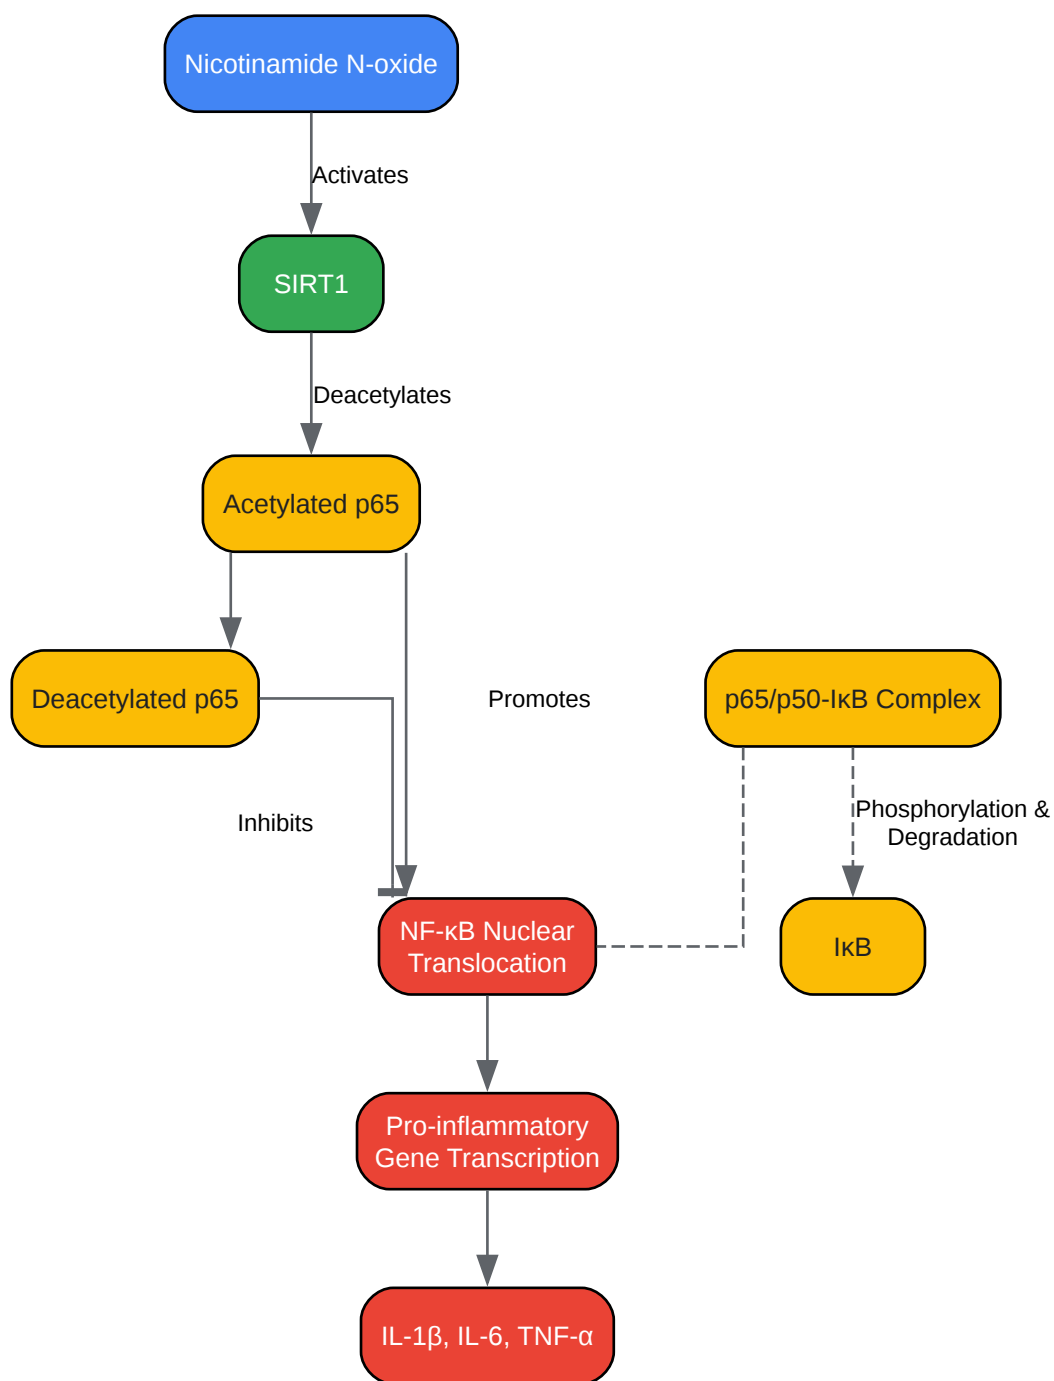 Nicotinamide N-oxide
Activates
SIRT1
Deacetylates
Acetylated p65
Deacetylated p65
Promotes
p65/p50-IκB Complex
Inhibits
Phosphorylation &
Degradation
NF-κB Nuclear
Translocation
IκB
Pro-inflammatory
Gene Transcription
IL-1β, IL-6, TNF-α